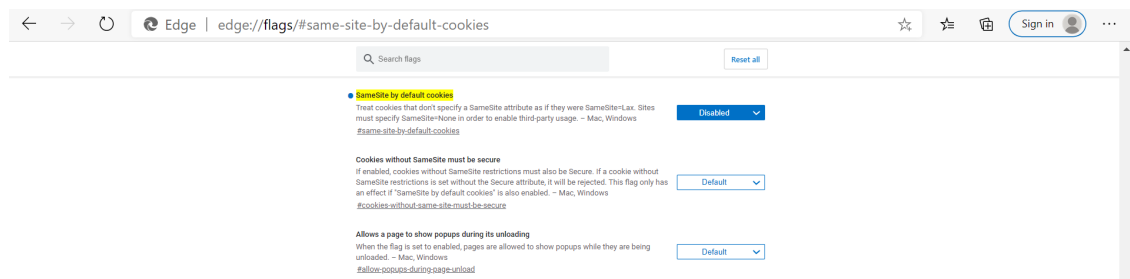 Edge | edge://flags/#same-site-by-default-cookies
Sign in
Search flags
Reset all
SameSite by default cookies
Treat cookies that don't specify a SameSite attribute as if they were SameSite=Lax. Sites
must specify SameSite=None in order to enable third-party usage. – Mac, Windows
#same-site-by-default-cookies
Disabled
Cookies without SameSite must be secure
If enabled, cookies without SameSite restrictions must also be Secure. If a cookie without
SameSite restrictions is set without the Secure attribute, it will be rejected. This flag only has
an effect if "SameSite by default cookies" is also enabled. – Mac, Windows
#cookies-without-same-site-must-be-secure
Default
Allows a page to show popups during its unloading
When the flag is set to enabled, pages are allowed to show popups while they are being
unloaded. – Mac, Windows
#allow-popups-during-page-unload
Default